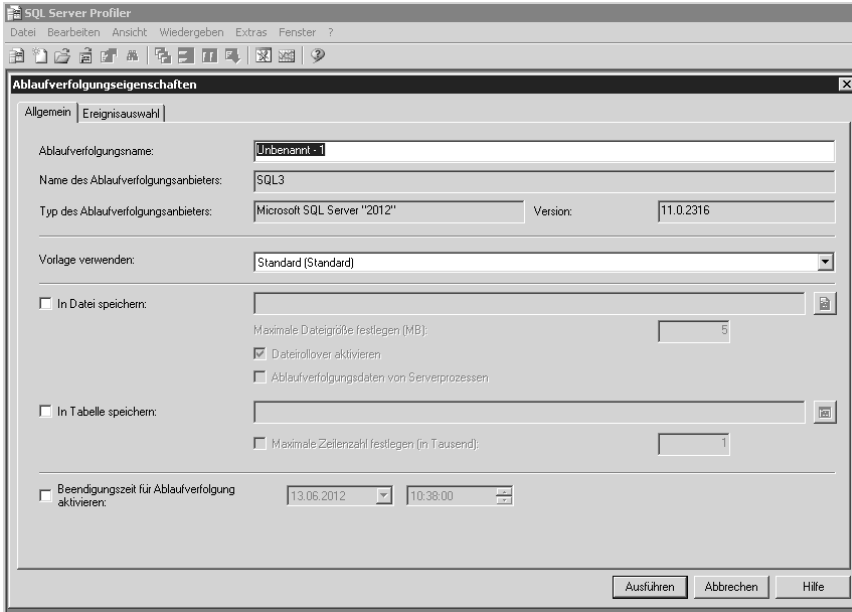 SQL Server Profiler
Datei Bearbeiten Ansicht Wiedergeben Extras Fenster ?
Ablaufverfolgungseigenschaften
Allgemein Ereignisauswahl
Ablaufverfolgungsname: Unbenannt - 1
Name des Ablaufverfolgungsanbieters: SQL3
Typ des Ablaufverfolgungsanbieters: Microsoft SQL Server "2012" Version: 11.0.2316
Vorlage verwenden: Standard (Standard)
In Datei speichern:
Maximale Dateigröße festlegen (MB): 5
Dateirollover aktivieren
Ablaufverfolgungsdaten von Serverprozessen
In Tabelle speichern:
Maximale Zeilenzahl festlegen (in Tausend): 1
Beendigungszeit für Ablaufverfolgung
aktivieren: 13.06.2012 10:38:00
Ausführen Abbrechen Hilfe